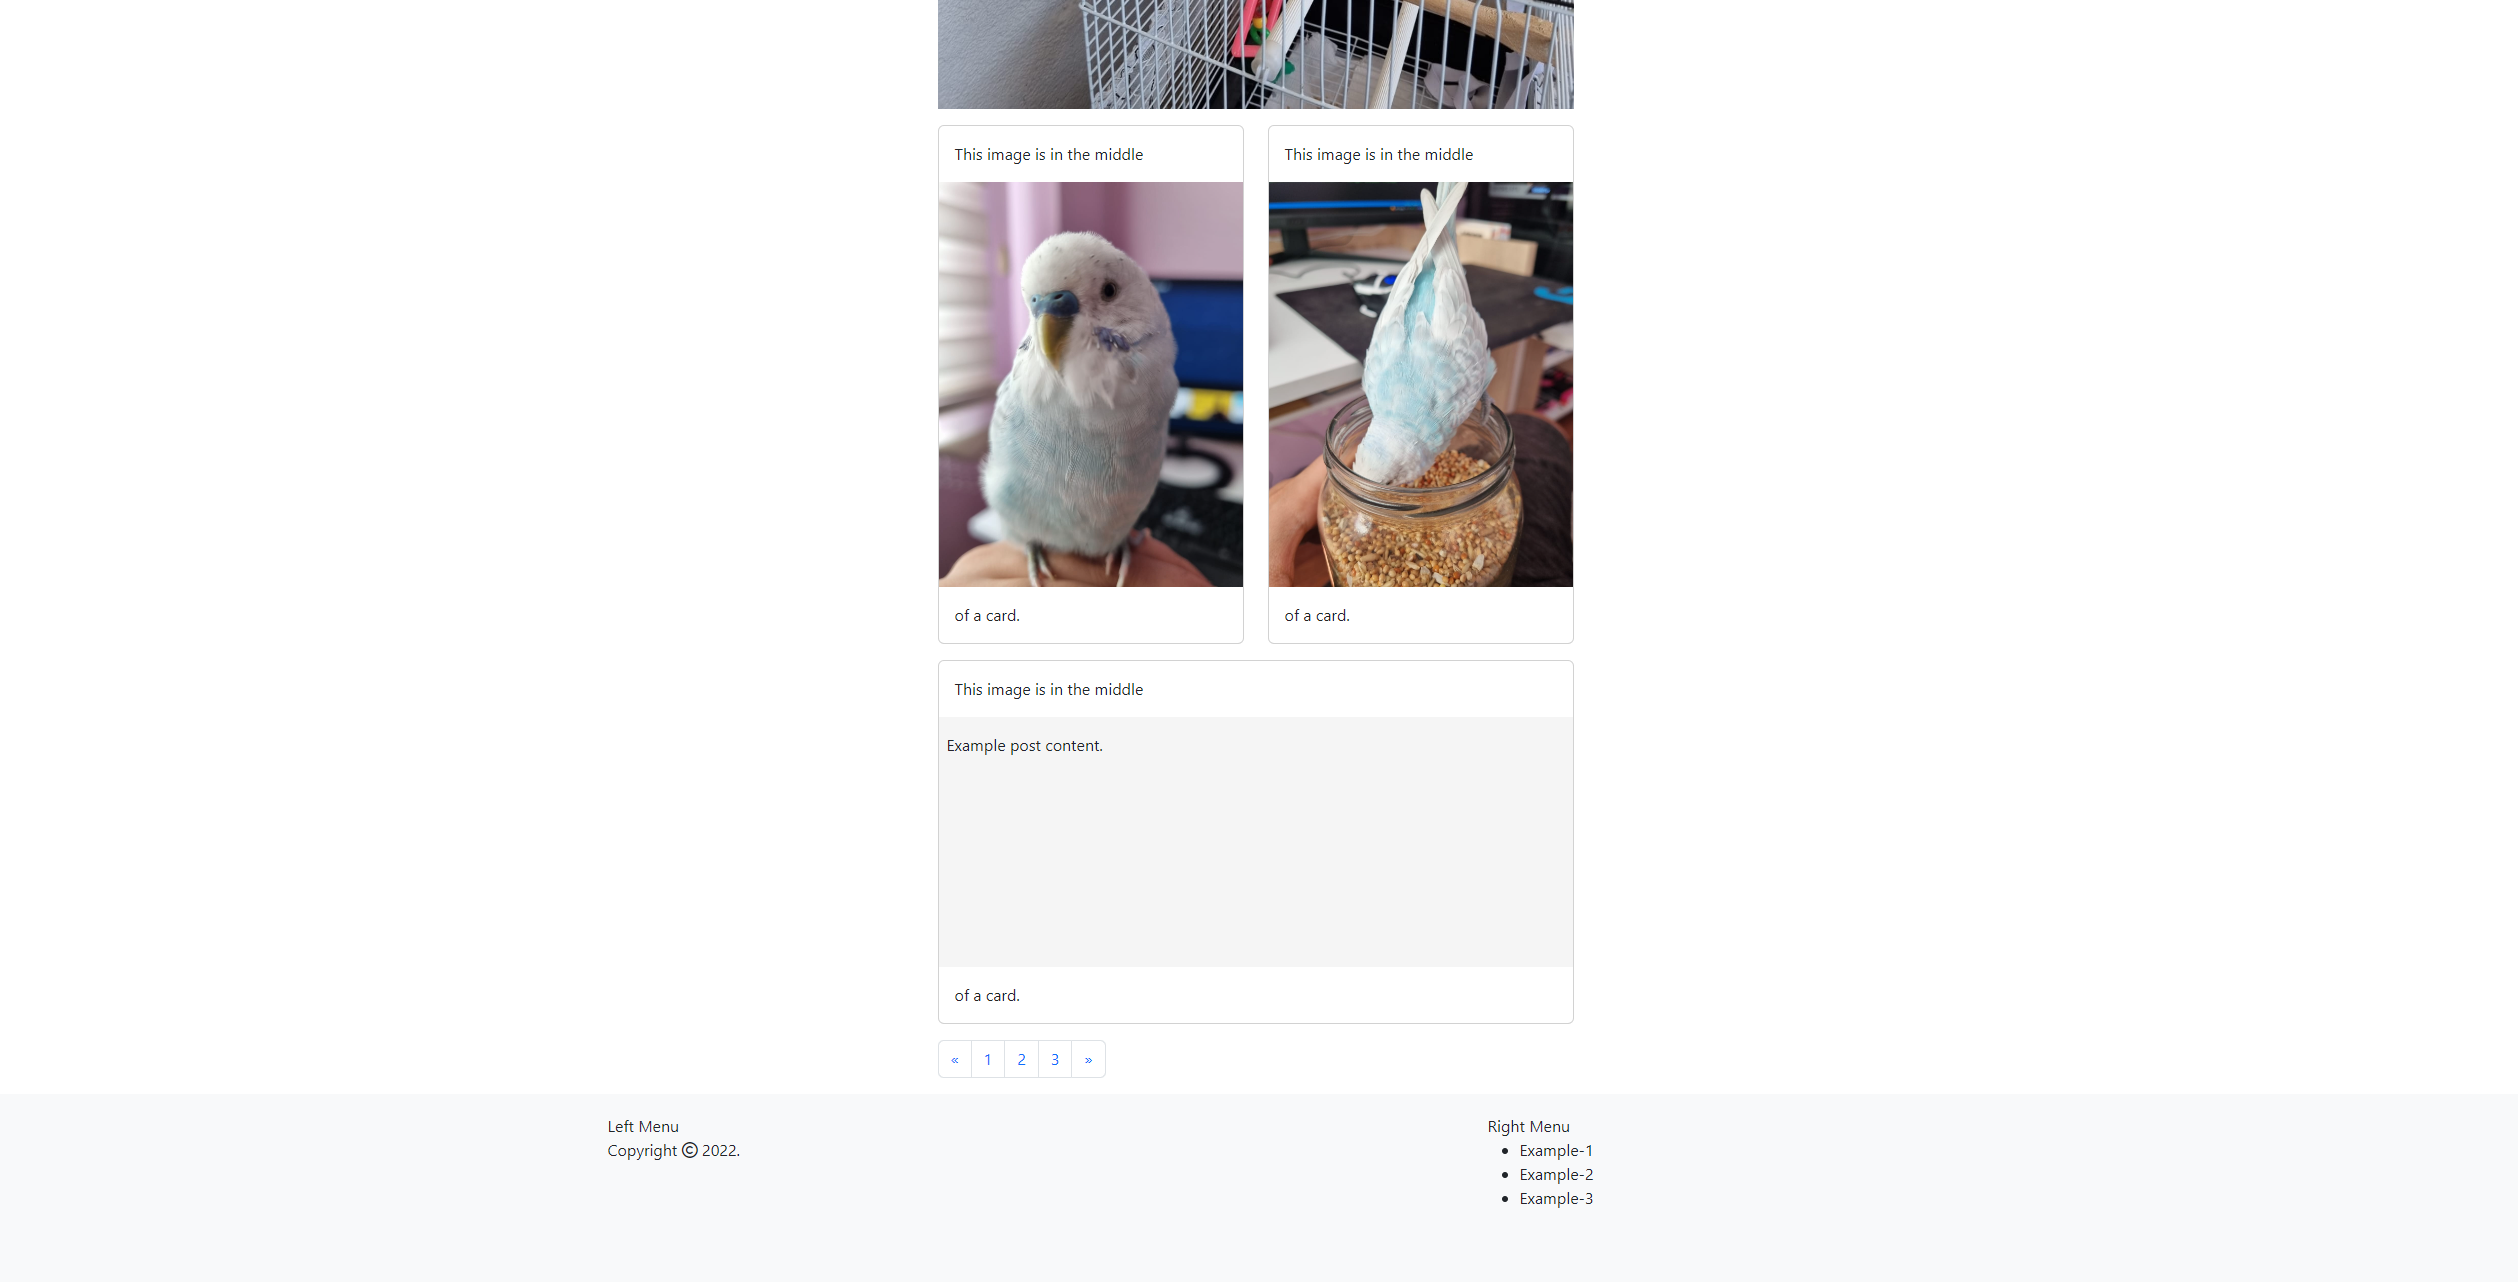 This image is in the middle
This image is in the middle
of a card.
of a card.
This image is in the middle
Example post content.
of a card.
« 1 2 3 »
Left Menu
Copyright © 2022.
Right Menu
• Example-1
• Example-2
• Example-3